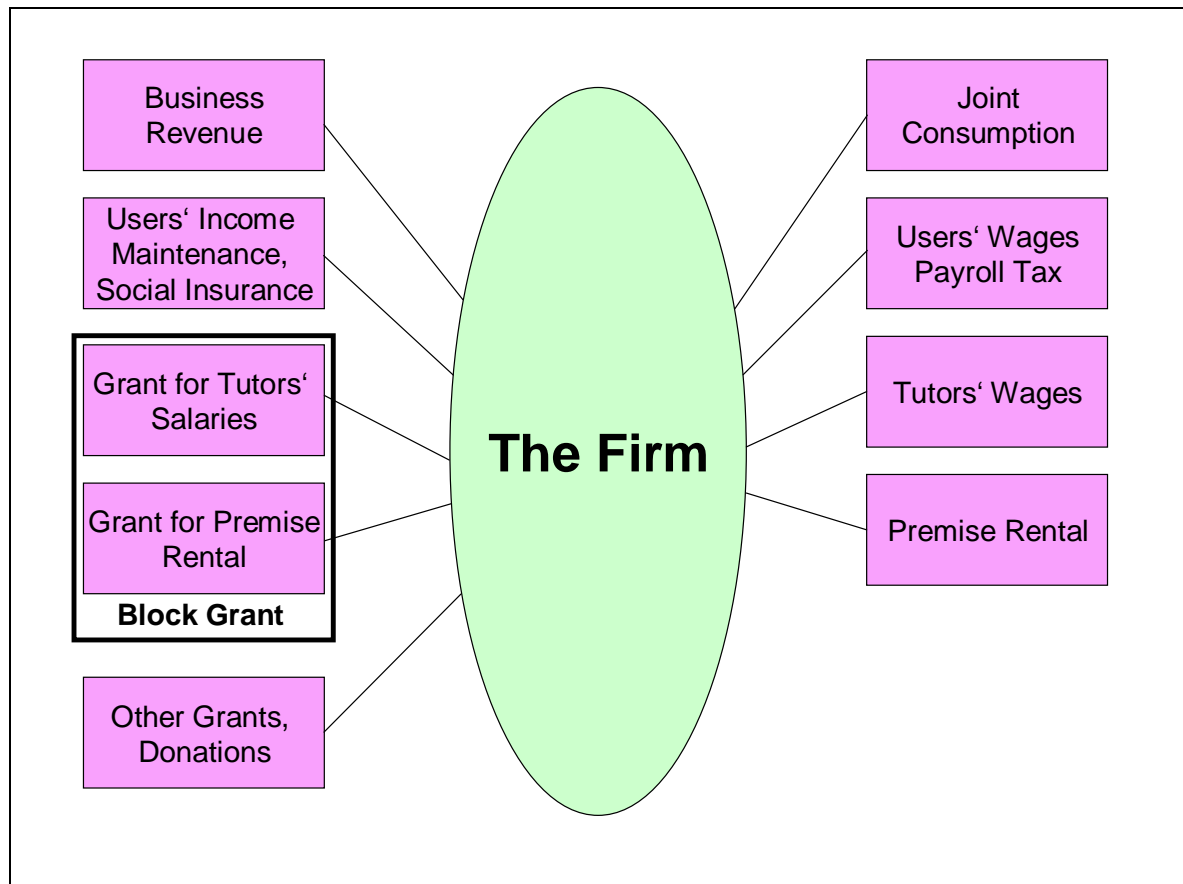 Business
Revenue
Users‘ Income
Maintenance,
Social Insurance
Grant for Tutors‘
Salaries
Grant for Premise
Rental
Block Grant
Other Grants,
Donations
The Firm
Joint
Consumption
Users‘ Wages
Payroll Tax
Tutors‘ Wages
Premise Rental